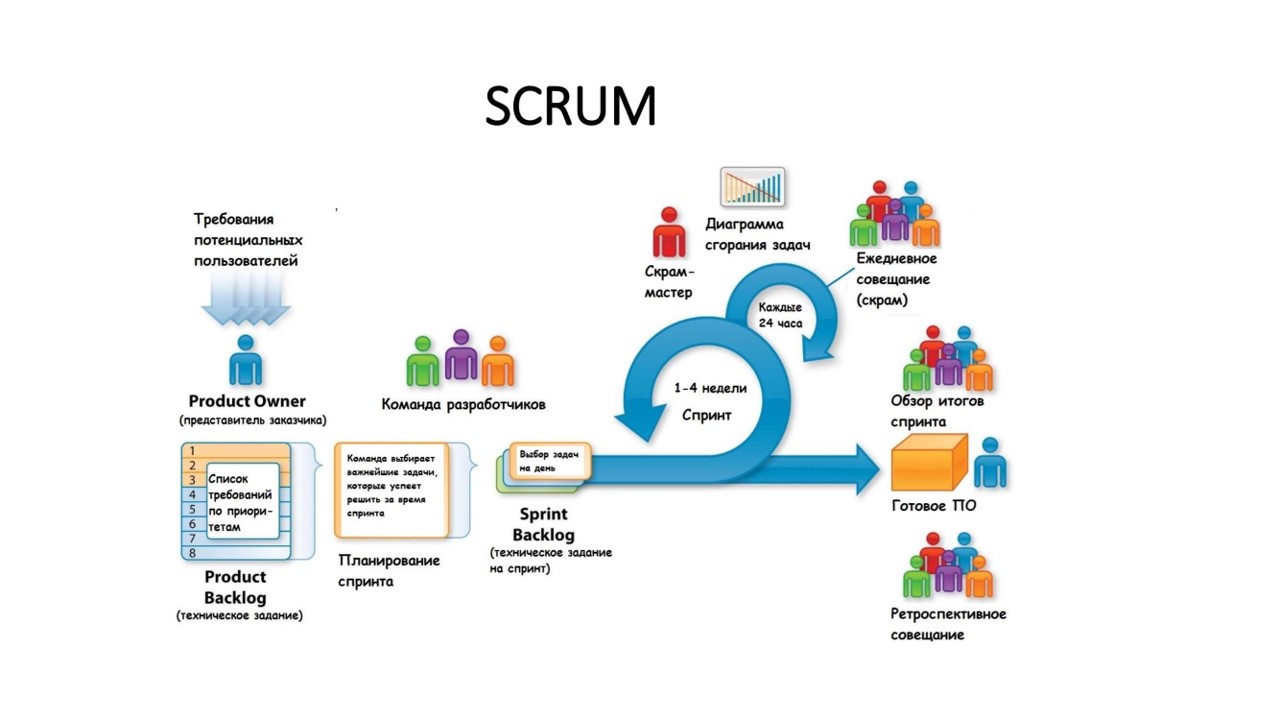 SCRUM
Требования
потенциальных
пользователей
Product Owner
(представитель заказчика)
1
2
3
4
5
6
7
8
Список
требований
по приори-
тетам
Product
Backlog
(техническое задание)
Команда разработчиков
Команда выбирает
важнейшие задачи,
которые успеет
решить за время
спринта
Планирование
спринта
Выбор задач
на день
Sprint
Backlog
(техническое задание
на спринт)
Скрам-
мастер
Диаграмма
сгорания задач
Каждые
24 часа
1-4 недели
Спринт
Ежедневное
совещание
(скрам)
Обзор итогов
спринта
Готовое ПО
Ретроспективное
совещание